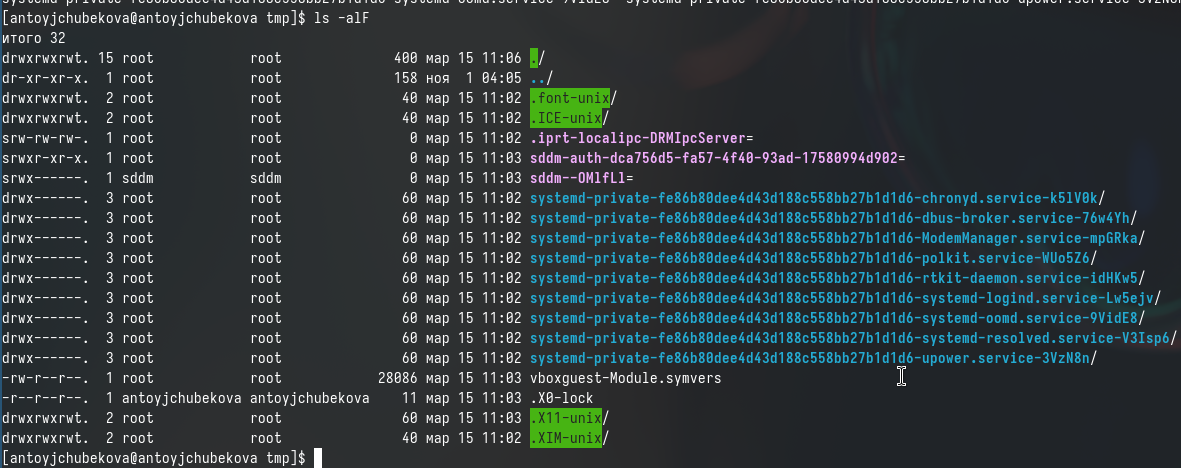 [antoyjchubekova@antoyjchubekova tmp]$ ls -alF
итого 32
drwxrwxrwt. 15 root            root              400 мар 15 11:06 ./
dr-xr-xr-x.  1 root            root              158 ноя  1 04:05 ../
drwxrwxrwt.  2 root            root               40 мар 15 11:02 .font-unix/
drwxrwxrwt.  2 root            root               40 мар 15 11:02 .ICE-unix/
srw-rw-rw-.  1 root            root                0 мар 15 11:02 .iprt-localipc-DRMIpcServer=
srwxr-xr-x.  1 root            root                0 мар 15 11:03 sddm-auth-dca756d5-fa57-4f40-93ad-17580994d902=
srwx------.  1 sddm            sddm                0 мар 15 11:03 sddm--OMlfLl=
drwx------.  3 root            root               60 мар 15 11:02 systemd-private-fe86b80dee4d43d188c558bb27b1d1d6-chronyd.service-k5lV0k/
drwx------.  3 root            root               60 мар 15 11:02 systemd-private-fe86b80dee4d43d188c558bb27b1d1d6-dbus-broker.service-76w4Yh/
drwx------.  3 root            root               60 мар 15 11:02 systemd-private-fe86b80dee4d43d188c558bb27b1d1d6-ModemManager.service-mpGRka/
drwx------.  3 root            root               60 мар 15 11:02 systemd-private-fe86b80dee4d43d188c558bb27b1d1d6-polkit.service-WUo5Z6/
drwx------.  3 root            root               60 мар 15 11:02 systemd-private-fe86b80dee4d43d188c558bb27b1d1d6-rtkit-daemon.service-idHKw5/
drwx------.  3 root            root               60 мар 15 11:02 systemd-private-fe86b80dee4d43d188c558bb27b1d1d6-systemd-logind.service-Lw5ejv/
drwx------.  3 root            root               60 мар 15 11:02 systemd-private-fe86b80dee4d43d188c558bb27b1d1d6-systemd-oomd.service-9VidE8/
drwx------.  3 root            root               60 мар 15 11:02 systemd-private-fe86b80dee4d43d188c558bb27b1d1d6-systemd-resolved.service-V3Isp6/
drwx------.  3 root            root               60 мар 15 11:03 systemd-private-fe86b80dee4d43d188c558bb27b1d1d6-upower.service-3VzN8n/
-rw-r--r--.  1 root            root            28086 мар 15 11:03 vboxguest-Module.symvers
-r--r--r--.  1 antoyjchubekova antoyjchubekova    11 мар 15 11:03 .X0-lock
drwxrwxrwt.  2 root            root               60 мар 15 11:03 .X11-unix/
drwxrwxrwt.  2 root            root               40 мар 15 11:02 .XIM-unix/
[antoyjchubekova@antoyjchubekova tmp]$